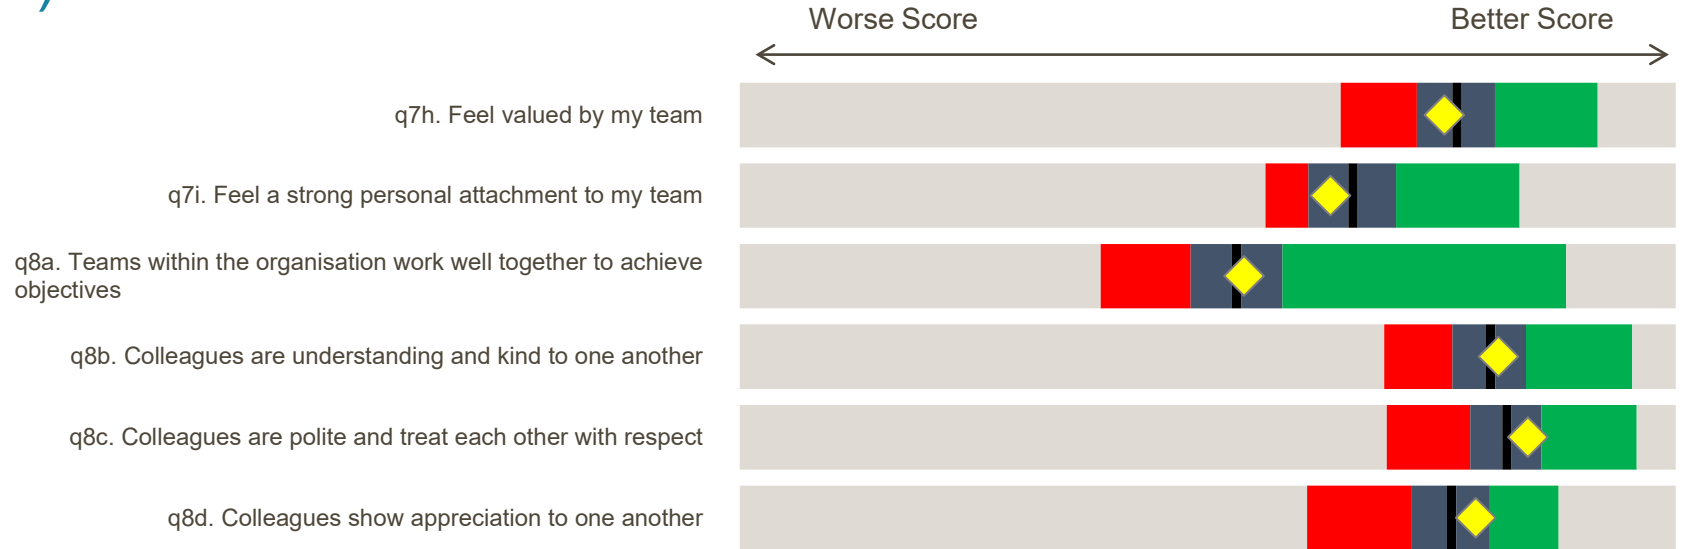 Worse Score
Better Score
q7h. Feel valued by my team
q7i. Feel a strong personal attachment to my team
q8a. Teams within the organisation work well together to achieve
objectives
q8b. Colleagues are understanding and kind to one another
q8c. Colleagues are polite and treat each other with respect
q8d. Colleagues show appreciation to one another